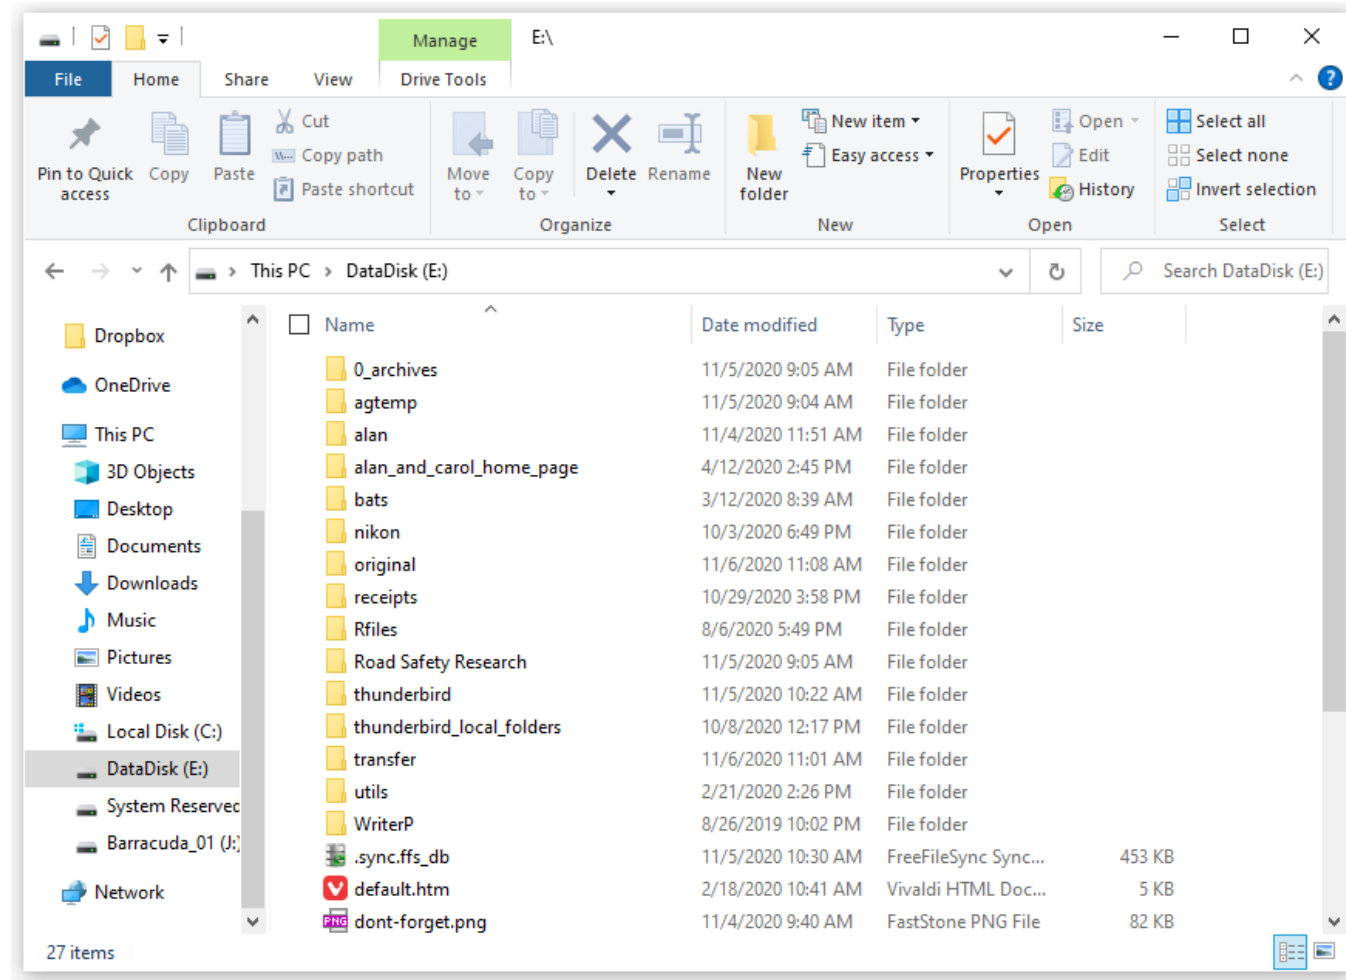 Manage
E:\
File
Home
Share
View
Drive Tools
Pin to Quick access
Copy
Paste
Cut
Copy path
Paste shortcut
Clipboard
Move to
Copy to
Delete
Rename
Organize
New folder
New item
Easy access
New
Properties
Open
Edit
History
Open
Select all
Select none
Invert selection
Select
This PC > DataDisk (E:)
Search DataDisk (E:)
Dropbox
OneDrive
This PC
3D Objects
Desktop
Documents
Downloads
Music
Pictures
Videos
Local Disk (C:)
DataDisk (E:)
System Reserved
Barracuda_01 (J:)
Network
Name Date modified Type Size
0_archives 11/5/2020 9:05 AM File folder
agtemp 11/5/2020 9:04 AM File folder
alan 11/4/2020 11:51 AM File folder
alan_and_carol_home_page 4/12/2020 2:45 PM File folder
bats 3/12/2020 8:39 AM File folder
nikon 10/3/2020 6:49 PM File folder
original 11/6/2020 11:08 AM File folder
receipts 10/29/2020 3:58 PM File folder
Rfiles 8/6/2020 5:49 PM File folder
Road Safety Research 11/5/2020 9:05 AM File folder
thunderbird 11/5/2020 10:22 AM File folder
thunderbird_local_folders 10/8/2020 12:17 PM File folder
transfer 11/6/2020 11:01 AM File folder
utils 2/21/2020 2:26 PM File folder
WriterP 8/26/2019 10:02 PM File folder
.sync.ffs_db 11/5/2020 10:30 AM FreeFileSync Sync... 453 KB
default.htm 2/18/2020 10:41 AM Vivaldi HTML Doc... 5 KB
PNG dont-forget.png 11/4/2020 9:40 AM FastStone PNG File 82 KB
27 items